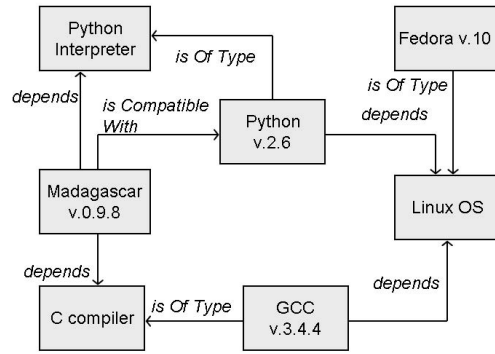 Python
Interpreter
Fedora v.10
is Of Type
is Of Type
depends
is Compatible
With
Python
v.2.6
depends
Madagascar
v.0.9.8
Linux OS
depends
depends
C compiler
is Of Type
GCC
v.3.4.4